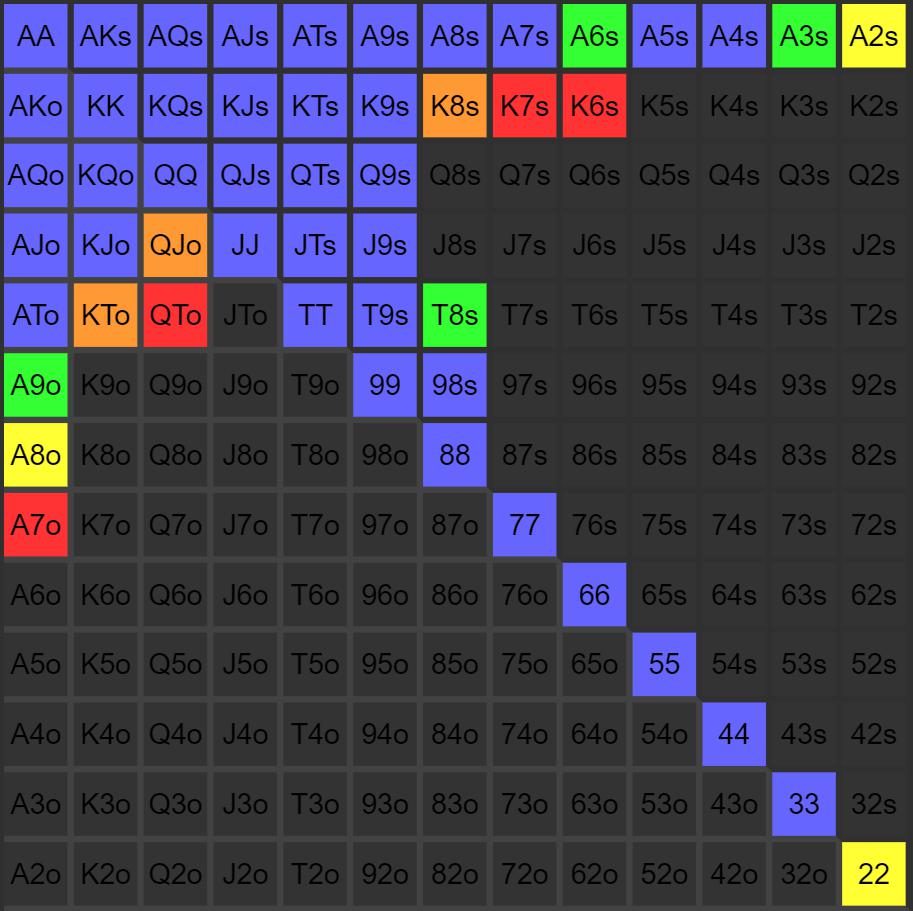 AA AKs AQs AJs ATs A9s A8s A7s A6s A5s A4s A3s A2s
AKo KK KQs KJs KTs K9s K8s K7s K6s K5s K4s K3s K2s
AQo KQo QQ QJs QTs Q9s Q8s Q7s Q6s Q5s Q4s Q3s Q2s
AJo KJo QJo JJ JTs J9s J8s J7s J6s J5s J4s J3s J2s
ATo KTo QTo JTo TT T9s T8s T7s T6s T5s T4s T3s T2s
A9o K9o Q9o J9o T9o 99 98s 97s 96s 95s 94s 93s 92s
A8o K8o Q8o J8o T8o 98o 88 87s 86s 85s 84s 83s 82s
A7o K7o Q7o J7o T7o 97o 87o 77 76s 75s 74s 73s 72s
A6o K6o Q6o J6o T6o 96o 86o 76o 66 65s 64s 63s 62s
A5o K5o Q5o J5o T5o 95o 85o 75o 65o 55 54s 53s 52s
A4o K4o Q4o J4o T4o 94o 84o 74o 64o 54o 44 43s 42s
A3o K3o Q3o J3o T3o 93o 83o 73o 63o 53o 43o 33 32s
A2o K2o Q2o J2o T2o 92o 82o 72o 62o 52o 42o 32o 22